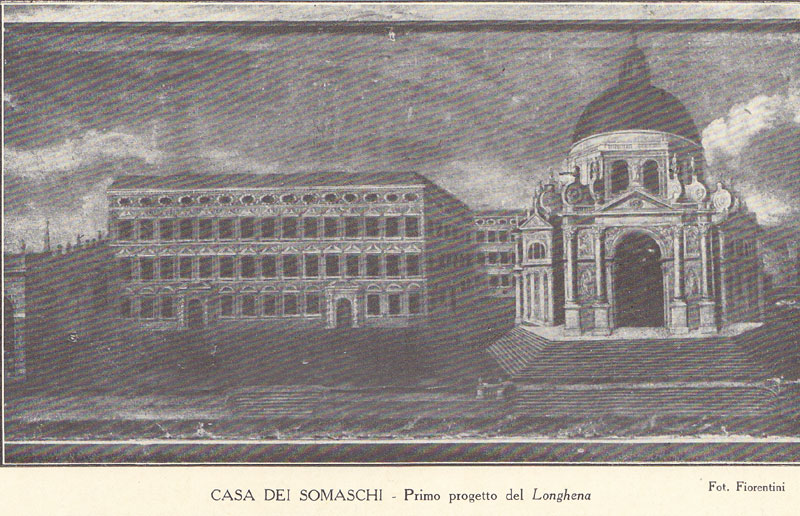 Fot. Fiorentini
CASA DEI SOMASCHI - Primo progetto del Longhena